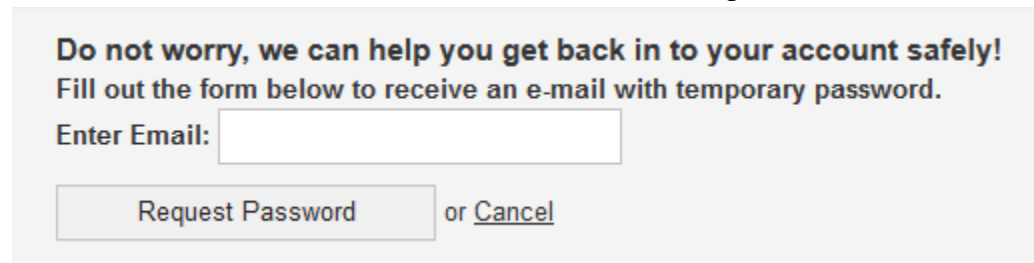 Do not worry, we can help you get back in to your account safely!
Fill out the form below to receive an e-mail with temporary password.
Enter Email:
Request Password or Cancel